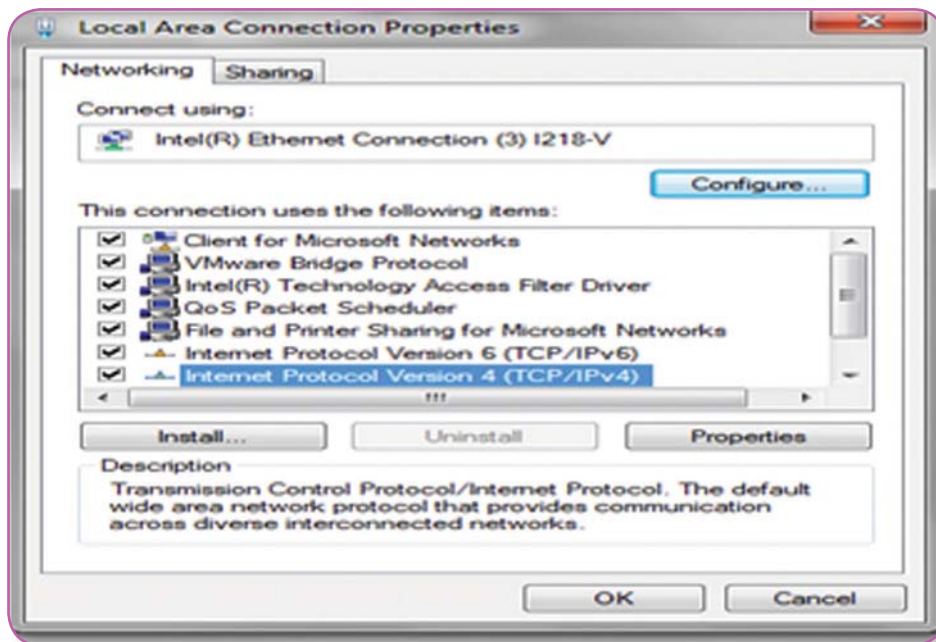 Local Area Connection Properties
Networking Sharing
Connect using:
Intel(R) Ethernet Connection (3) I218-V
Configure...
This connection uses the following items:
Client for Microsoft Networks
VMware Bridge Protocol
Intel(R) Technology Access Filter Driver
QoS Packet Scheduler
File and Printer Sharing for Microsoft Networks
Internet Protocol Version 6 (TCP/IPv6)
Internet Protocol Version 4 (TCP/IPv4)
Install... Uninstall Properties
Description
Transmission Control Protocol/Internet Protocol. The default
wide area network protocol that provides communication
across diverse interconnected networks.
OK Cancel